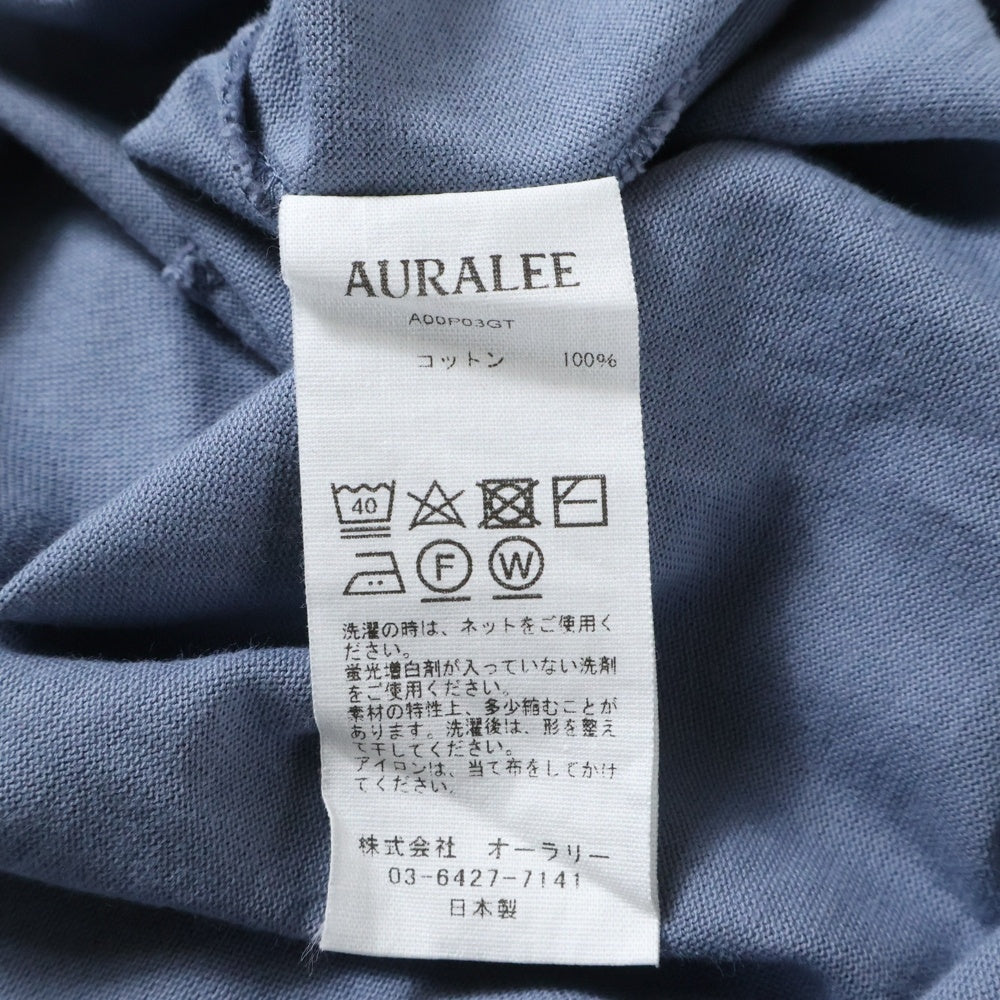 AURALEE
A00P03GT
コットン 100%
40
F W
洗濯の時は、ネットをご使用く
ださい。
蛍光増白剤が入っていない洗剤
をご使用ください。
素材の特性上、多少縮むことが
あります。洗濯後は、形を整え
て干してください。
アイロンは、当て布をしてかけ
てください。
株式会社 オーラリー
03-6427-7141
日本製